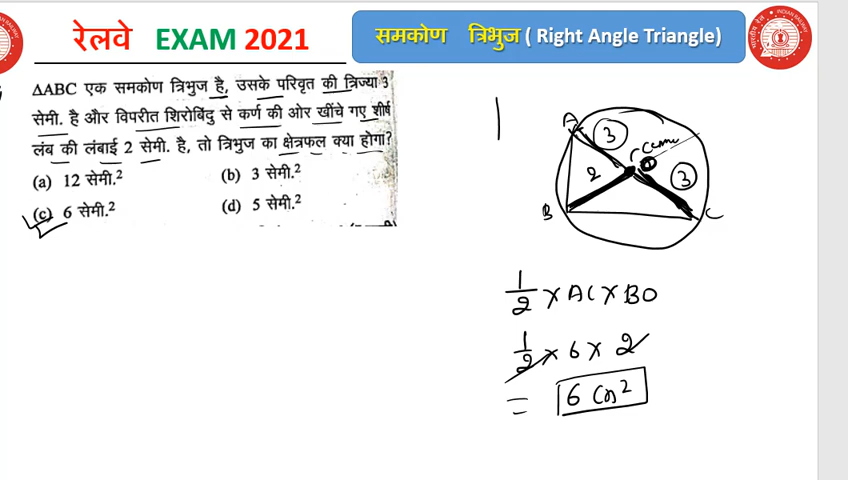 रेलवे EXAM 2021
समकोण त्रिभुज ( Right Angle Triangle)
ΔABC एक समकोण त्रिभुज है, उसके परिवृत की त्रिज्या 3
सेमी. है और विपरीत शिरोबिंदु से कर्ण की ओर खींचे गए शीर्ष
लंब की लंबाई 2 सेमी. है, तो त्रिभुज का क्षेत्रफल क्या होगा?
(a) 12 सेमी.² (b) 3 सेमी.²
(c) 6 सेमी.² (d) 5 सेमी.²
A
3
2
3
B
C
1/2 × AC × BO
1/2 × 6 × 2
= 6 cm²